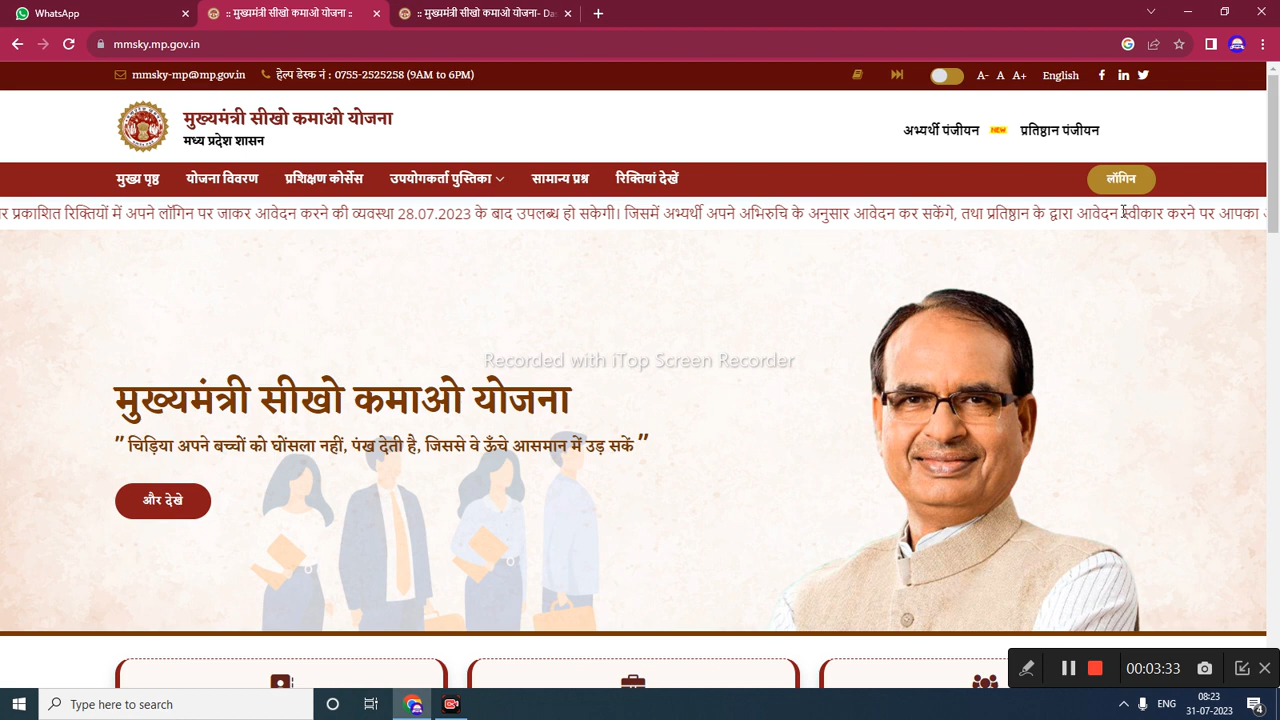 WhatsApp
:: मुख्यमंत्री सीखो कमाओ योजना ::
:: मुख्यमंत्री सीखो कमाओ योजना- Da
mmsky.mp.gov.in
mmsky-mp@mp.gov.in
हेल्प डेस्क नं : 0755-2525258 (9AM to 6PM)
A- A A+ English
मुख्यमंत्री सीखो कमाओ योजना
मध्य प्रदेश शासन
अभ्यर्थी पंजीयन NEW प्रतिष्ठान पंजीयन
मुख्य पृष्ठ योजना विवरण प्रशिक्षण कोर्सेस उपयोगकर्ता पुस्तिका सामान्य प्रश्न रिक्तियां देखें लॉगिन
र प्रकाशित रिक्तियों में अपने लॉगिन पर जाकर आवेदन करने की व्यवस्था 28.07.2023 के बाद उपलब्ध हो सकेगी। जिसमें अभ्यर्थी अपने अभिरुचि के अनुसार आवेदन कर सकेंगे, तथा प्रतिष्ठान के द्वारा आवेदन स्वीकार करने पर आपका
Recorded with iTop Screen Recorder
मुख्यमंत्री सीखो कमाओ योजना
" चिड़िया अपने बच्चों को घोंसला नहीं, पंख देती है, जिससे वे ऊँचे आसमान में उड़ सकें "
और देखे
00:03:33
Type here to search
ENG
08:23
31-07-2023
4